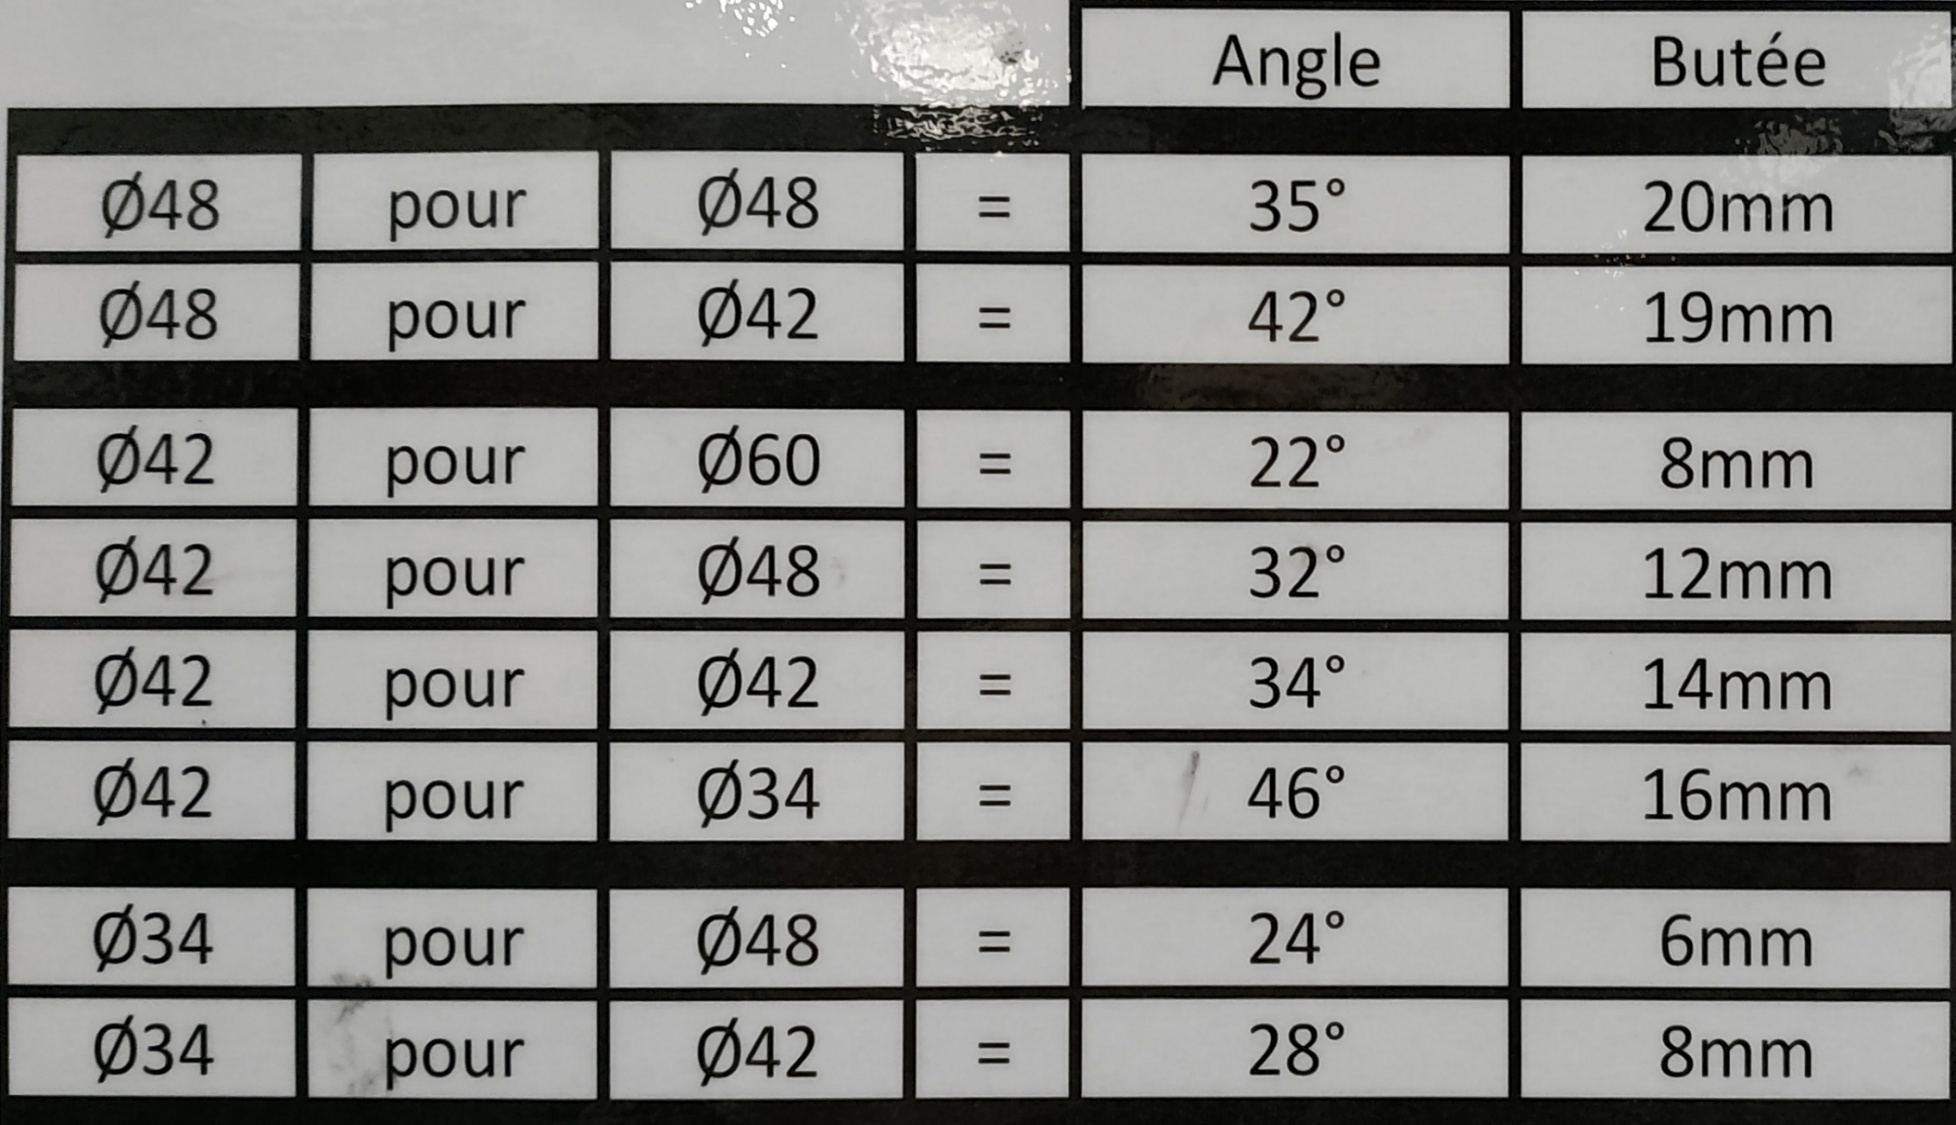 Angle Butée
Ø48 pour Ø48 = 35° 20mm
Ø48 pour Ø42 = 42° 19mm
Ø42 pour Ø60 = 22° 8mm
Ø42 pour Ø48 = 32° 12mm
Ø42 pour Ø42 = 34° 14mm
Ø42 pour Ø34 = 46° 16mm
Ø34 pour Ø48 = 24° 6mm
Ø34 pour Ø42 = 28° 8mm